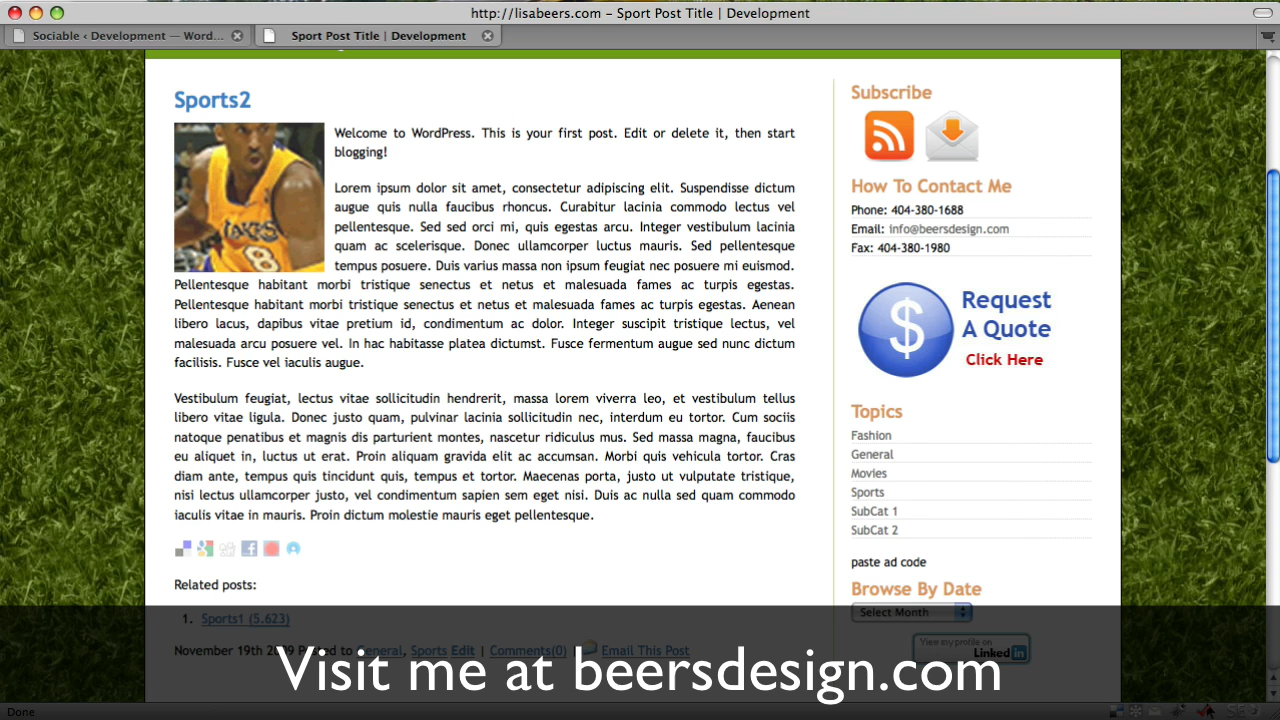 http://lisabeers.com – Sport Post Title | Development
Sociable ‹ Development — Word...
Sport Post Title | Development
Sports2
Welcome to WordPress. This is your first post. Edit or delete it, then start
blogging!
LAKERS
8
Lorem ipsum dolor sit amet, consectetur adipiscing elit. Suspendisse dictum
augue quis nulla faucibus rhoncus. Curabitur lacinia commodo lectus vel
pellentesque. Sed sed orci mi, quis egestas arcu. Integer vestibulum lacinia
quam ac scelerisque. Donec ullamcorper luctus mauris. Sed pellentesque
tempus posuere. Duis varius massa non ipsum feugiat nec posuere mi euismod.
Pellentesque habitant morbi tristique senectus et netus et malesuada fames ac turpis egestas.
Pellentesque habitant morbi tristique senectus et netus et malesuada fames ac turpis egestas. Aenean
libero lacus, dapibus vitae pretium id, condimentum ac dolor. Integer suscipit tristique lectus, vel
malesuada arcu posuere vel. In hac habitasse platea dictumst. Fusce fermentum augue sed nunc dictum
facilisis. Fusce vel iaculis augue.
Vestibulum feugiat, lectus vitae sollicitudin hendrerit, massa lorem viverra leo, et vestibulum tellus
libero vitae ligula. Donec justo quam, pulvinar lacinia sollicitudin nec, interdum eu tortor. Cum sociis
natoque penatibus et magnis dis parturient montes, nascetur ridiculus mus. Sed massa magna, faucibus
eu aliquet in, luctus ut erat. Proin aliquam gravida elit ac accumsan. Morbi quis vehicula tortor. Cras
diam ante, tempus quis tincidunt quis, tempus et tortor. Maecenas porta, justo ut vulputate tristique,
nisi lectus ullamcorper justo, vel condimentum sapien sem eget nisi. Duis ac nulla sed quam commodo
iaculis vitae in mauris. Proin dictum molestie mauris eget pellentesque.
Related posts:
1. Sports1 (5.623)
November 19th 2009 Posted to General, Sports Edit | Comments(0) Email This Post
Subscribe
How To Contact Me
Phone: 404-380-1688
Email: info@beersdesign.com
Fax: 404-380-1980
$
Request
A Quote
Click Here
Topics
Fashion
General
Movies
Sports
SubCat 1
SubCat 2
paste ad code
Browse By Date
Select Month
View my profile on
Linked in
Visit me at beersdesign.com
Done